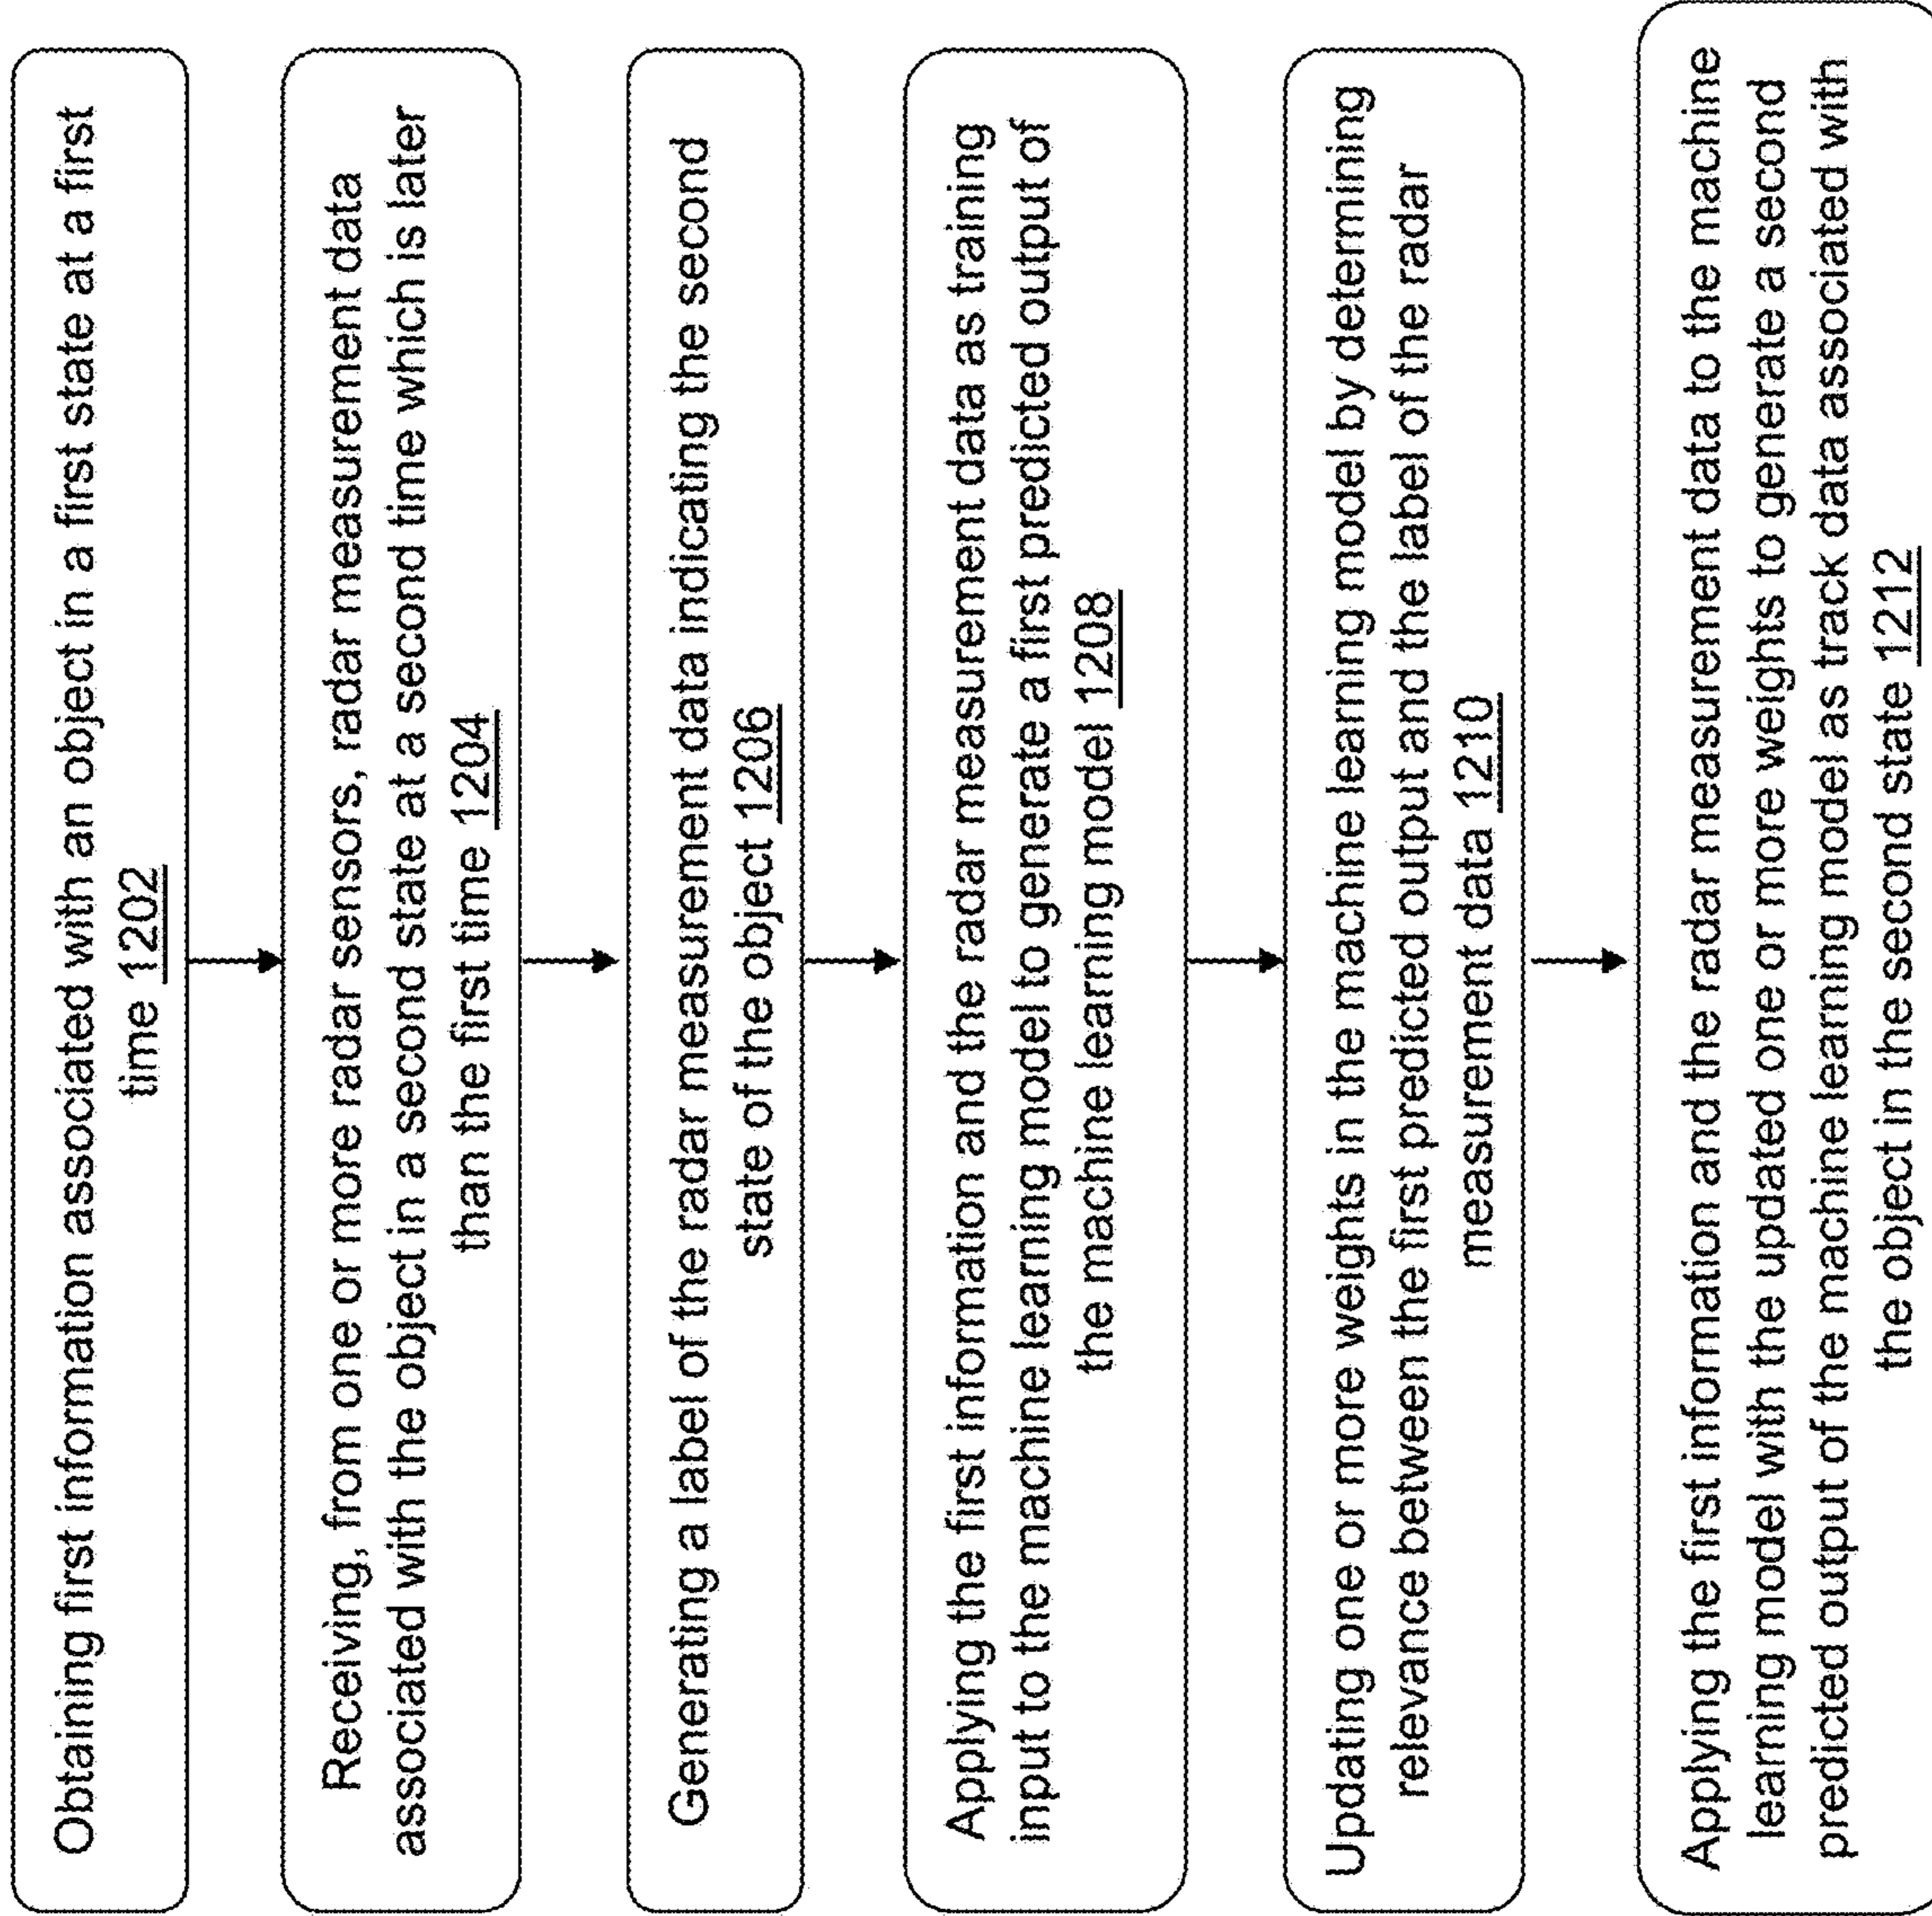 Obtaining first information associated with an object in a first state at a first
time 1202
Receiving, from one or more radar sensors, radar measurement data
associated with the object in a second state at a second time which is later
than the first time 1204
Generating a label of the radar measurement data indicating the second
state of the object 1206
Applying the first information and the radar measurement data as training
input to the machine learning model to generate a first predicted output of
the machine learning model 1208
Updating one or more weights in the machine learning model by determining
relevance between the first predicted output and the label of the radar
measurement data 1210
Applying the first information and the radar measurement data to the machine
learning model with the updated one or more weights to generate a second
predicted output of the machine learning model as track data associated with
the object in the second state 1212